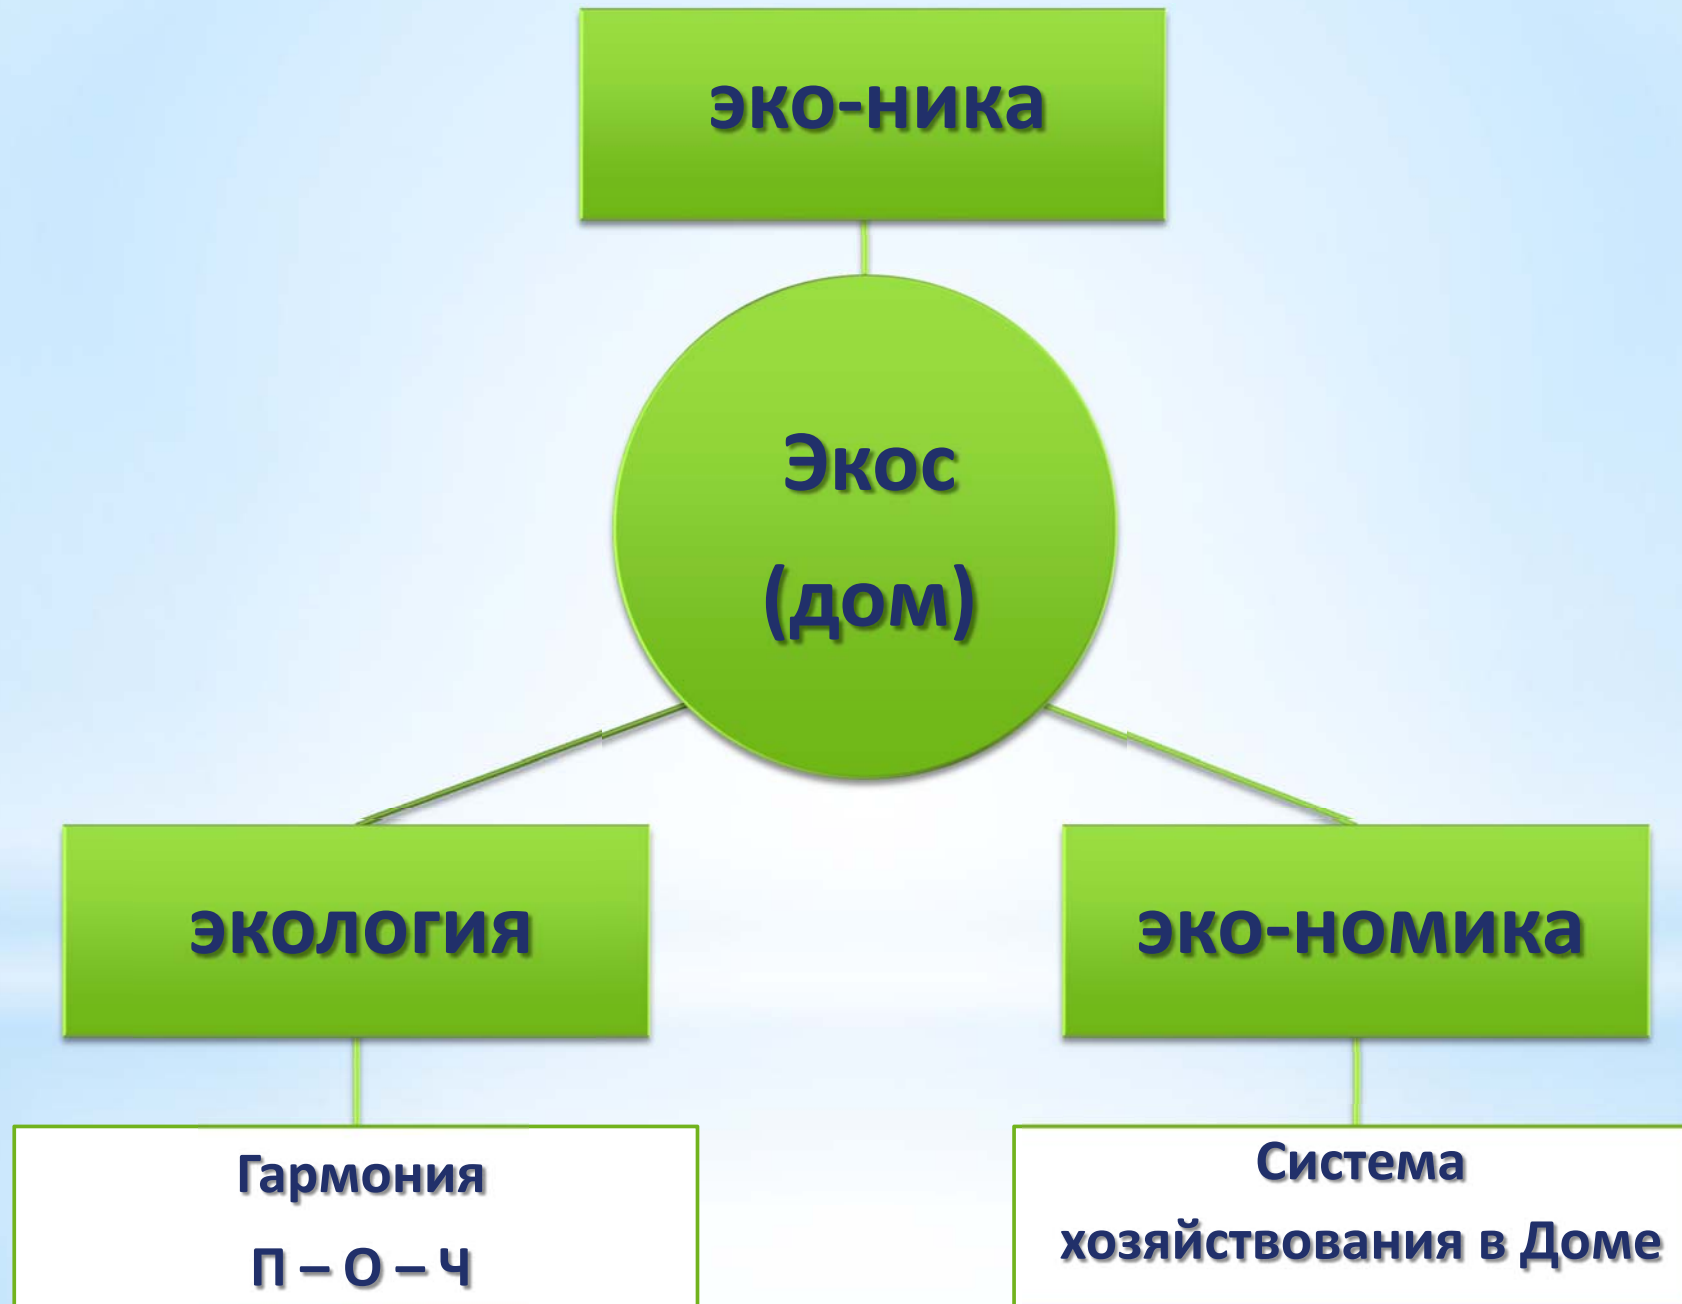 эко-ника
Экос
(дом)
экология
эко-номика
Гармония
П – О – Ч
Система
хозяйствования в Доме